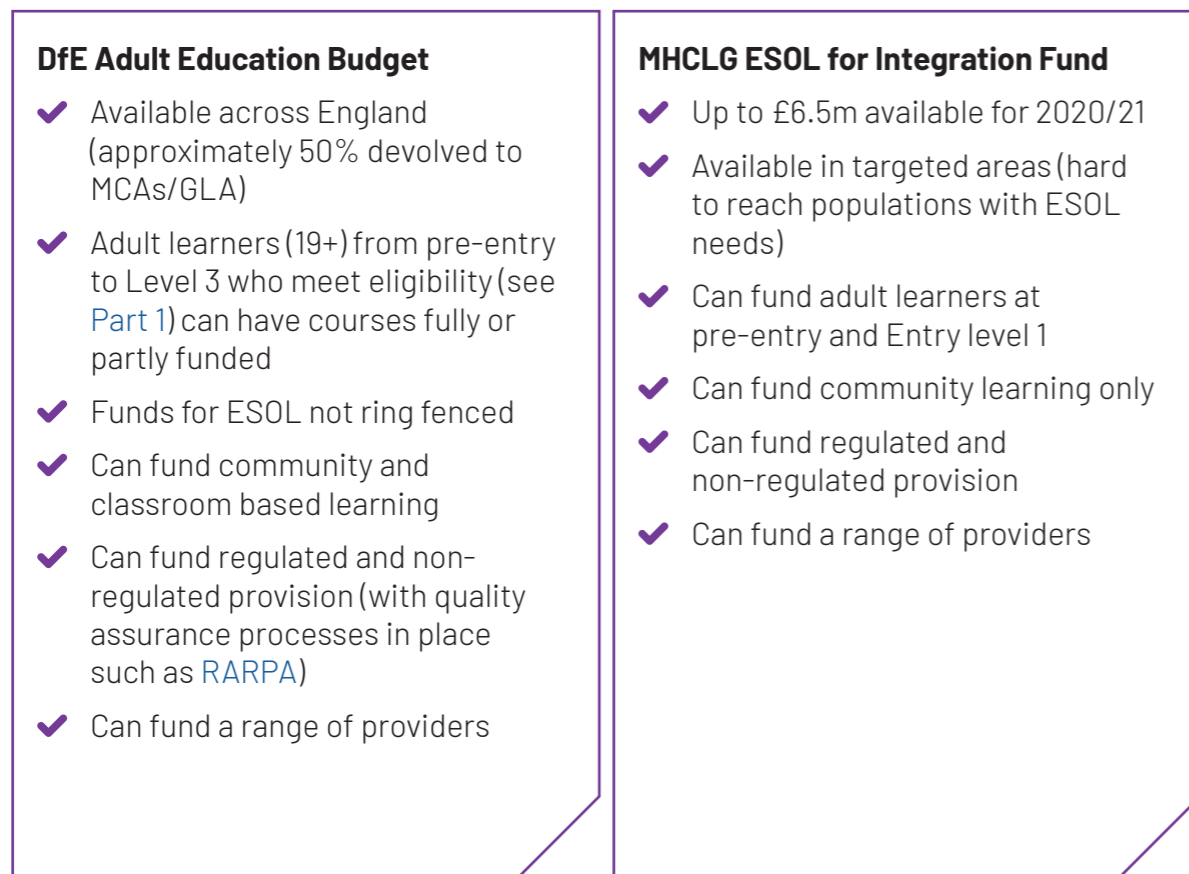 DfE Adult Education Budget
Available across England
(approximately 50% devolved to
MCAs/GLA)
Adult learners (19+) from pre-entry
to Level 3 who meet eligibility (see
Part 1) can have courses fully or
partly funded
Funds for ESOL not ring fenced
Can fund community and
classroom based learning
Can fund regulated and non-
regulated provision (with quality
assurance processes in place
such as RARPA)
Can fund a range of providers
MHCLG ESOL for Integration Fund
Up to £6.5m available for 2020/21
Available in targeted areas (hard
to reach populations with ESOL
needs)
Can fund adult learners at
pre-entry and Entry level 1
Can fund community learning only
Can fund regulated and
non-regulated provision
Can fund a range of providers